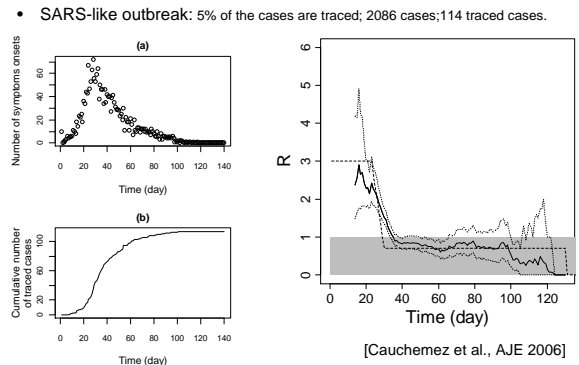 • SARS-like outbreak: 5% of the cases are traced; 2086 cases;114 traced cases.
(a)
Number of symptoms onsets
0 20 40 60
0 20 40 60 80 100 120 140
Time (day)
(b)
Cumulative number
of traced cases
0 20 60 100
0 20 40 60 80 100 120 140
Time (day)
R
6
5
4
3
2
1
0
0 20 40 60 80 100 120
Time (day)
[Cauchemez et al., AJE 2006]